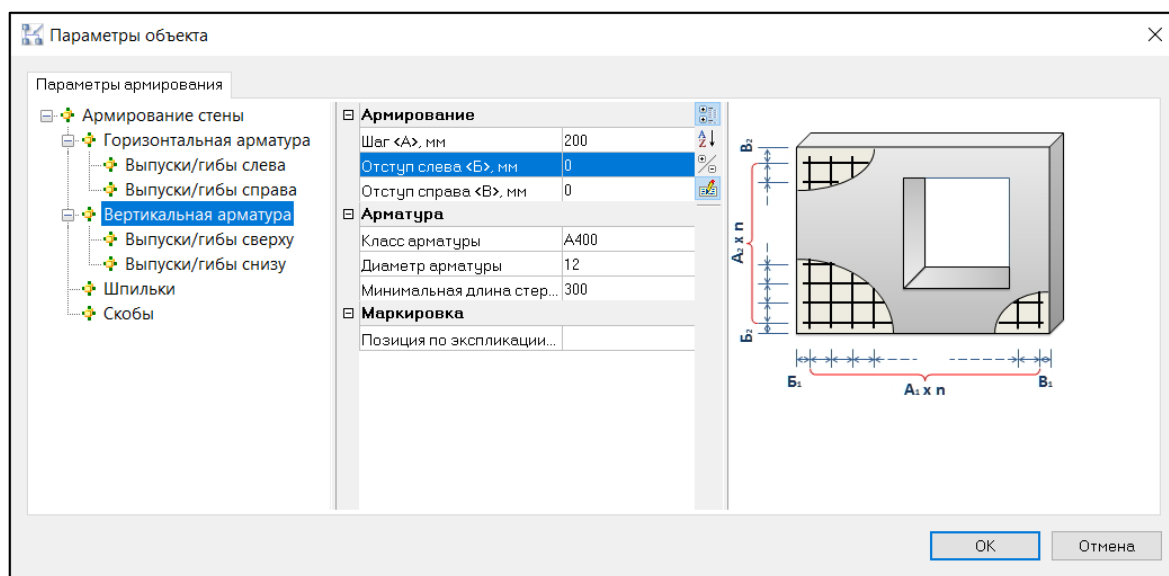 Параметры объекта
Параметры армирования
Армирование стены
Горизонтальная арматура
Выпуски/гибы слева
Выпуски/гибы справа
Вертикальная арматура
Выпуски/гибы сверху
Выпуски/гибы снизу
Шпильки
Скобы
Армирование
Шаг <А>, мм 200
Отступ слева <Б>, мм 0
Отступ справа <В>, мм 0
Арматура
Класс арматуры А400
Диаметр арматуры 12
Минимальная длина стер... 300
Маркировка
Позиция по экспликации...
В₂
А₂ х n
Б₂
Б₁ А₁ х n В₁
ОК Отмена